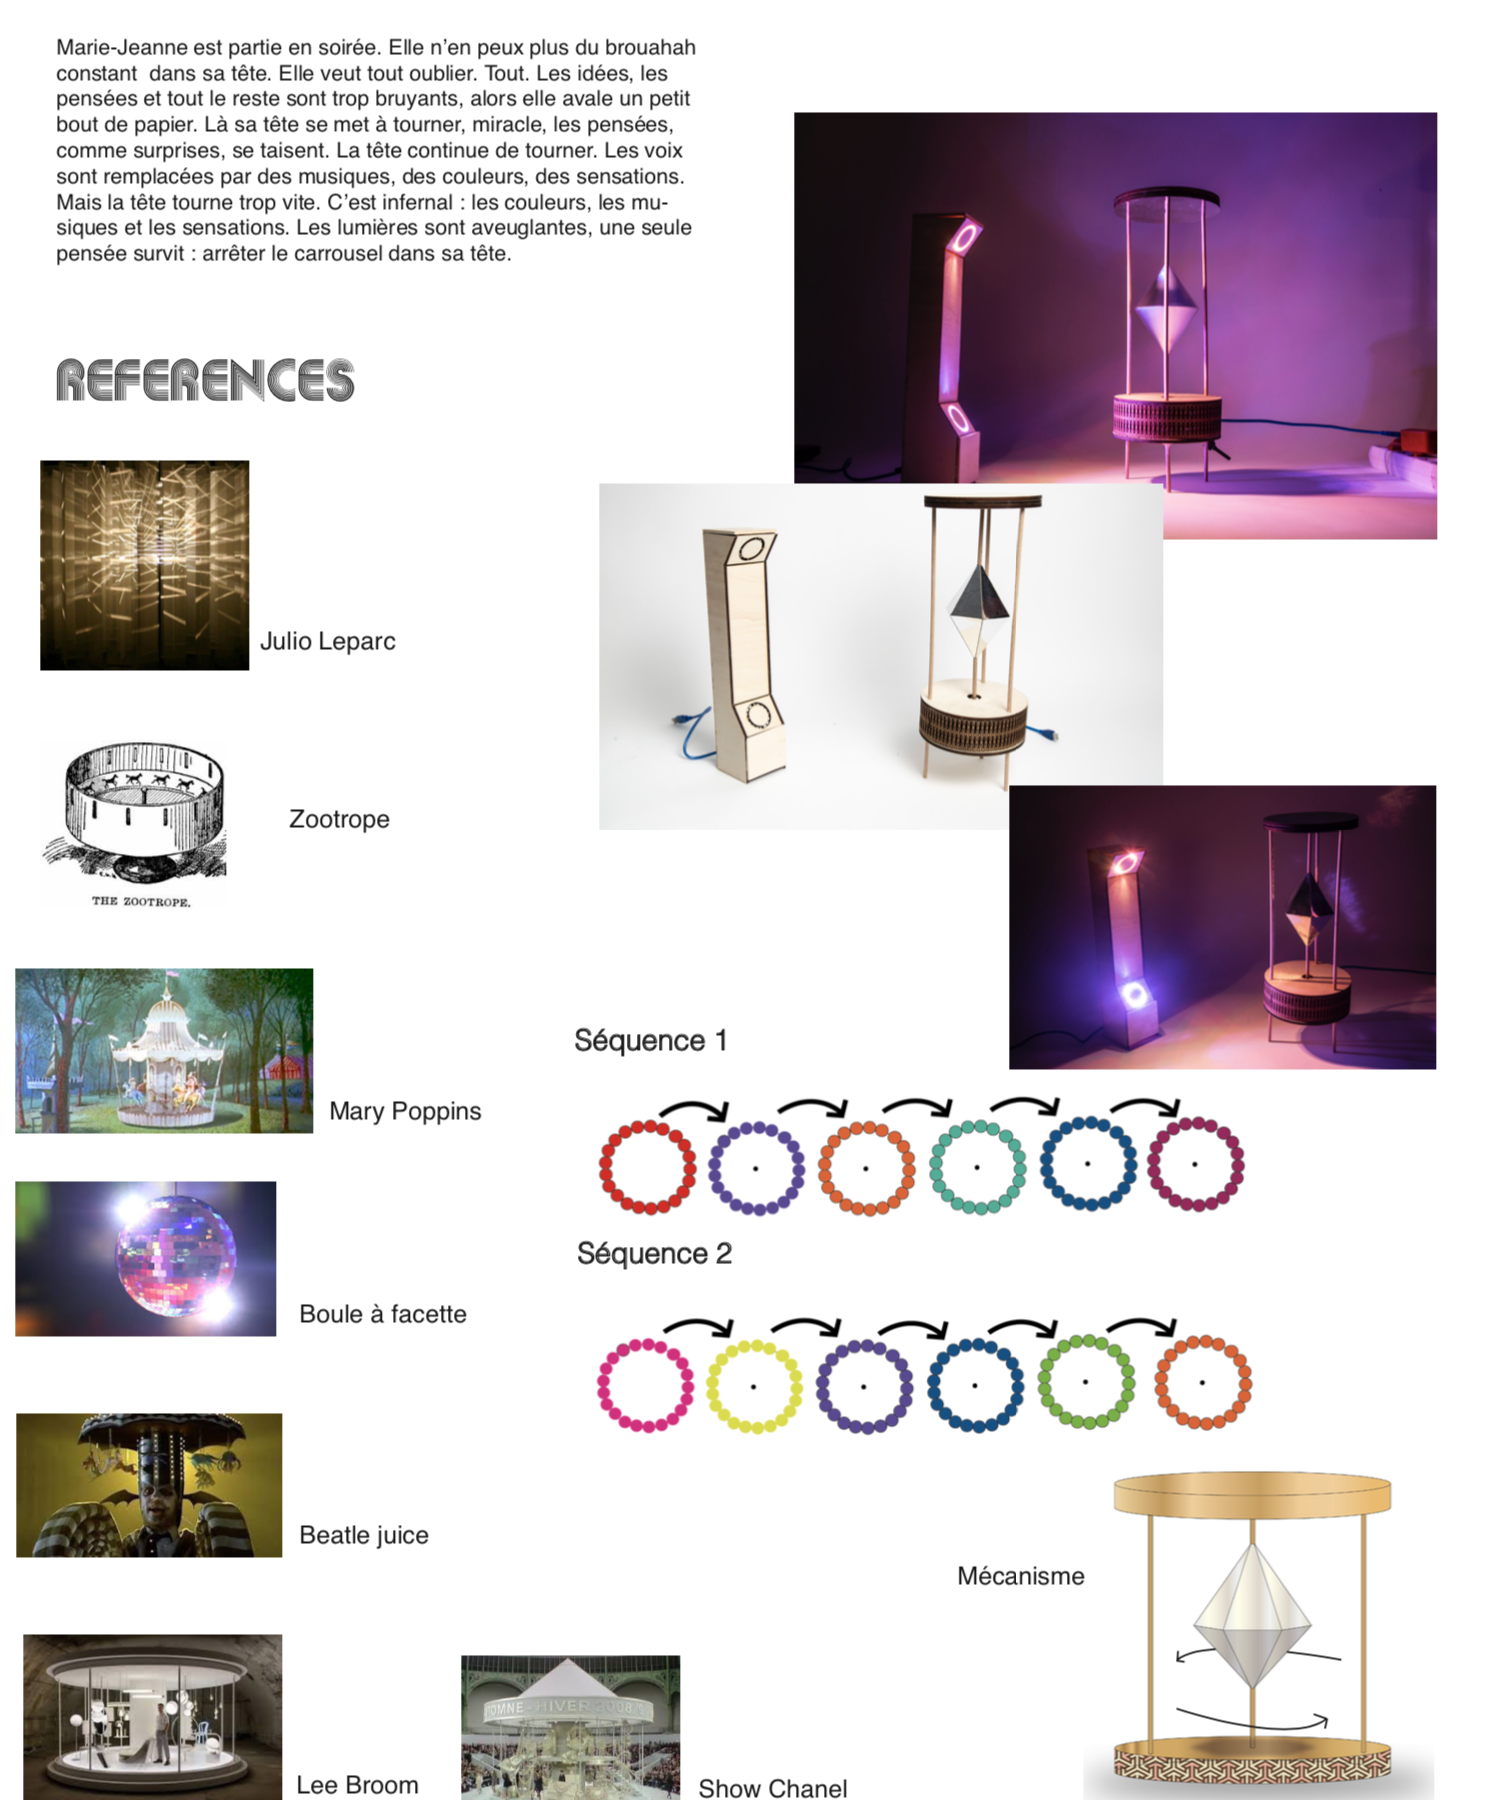 Marie-Jeanne est partie en soirée. Elle n’en peux plus du brouahah
constant  dans sa tête. Elle veut tout oublier. Tout. Les idées, les
pensées et tout le reste sont trop bruyants, alors elle avale un petit
bout de papier. Là sa tête se met à tourner, miracle, les pensées,
comme surprises, se taisent. La tête continue de tourner. Les voix
sont remplacées par des musiques, des couleurs, des sensations.
Mais la tête tourne trop vite. C’est infernal : les couleurs, les mu-
siques et les sensations. Les lumières sont aveuglantes, une seule
pensée survit : arrêter le carrousel dans sa tête.
REFERENCES
Julio Leparc
Zootrope
THE ZOOTROPE.
Mary Poppins
Boule à facette
Beatle juice
Lee Broom
OMNE-HIVER 2008/
Show Chanel
Séquence 1
Séquence 2
Mécanisme